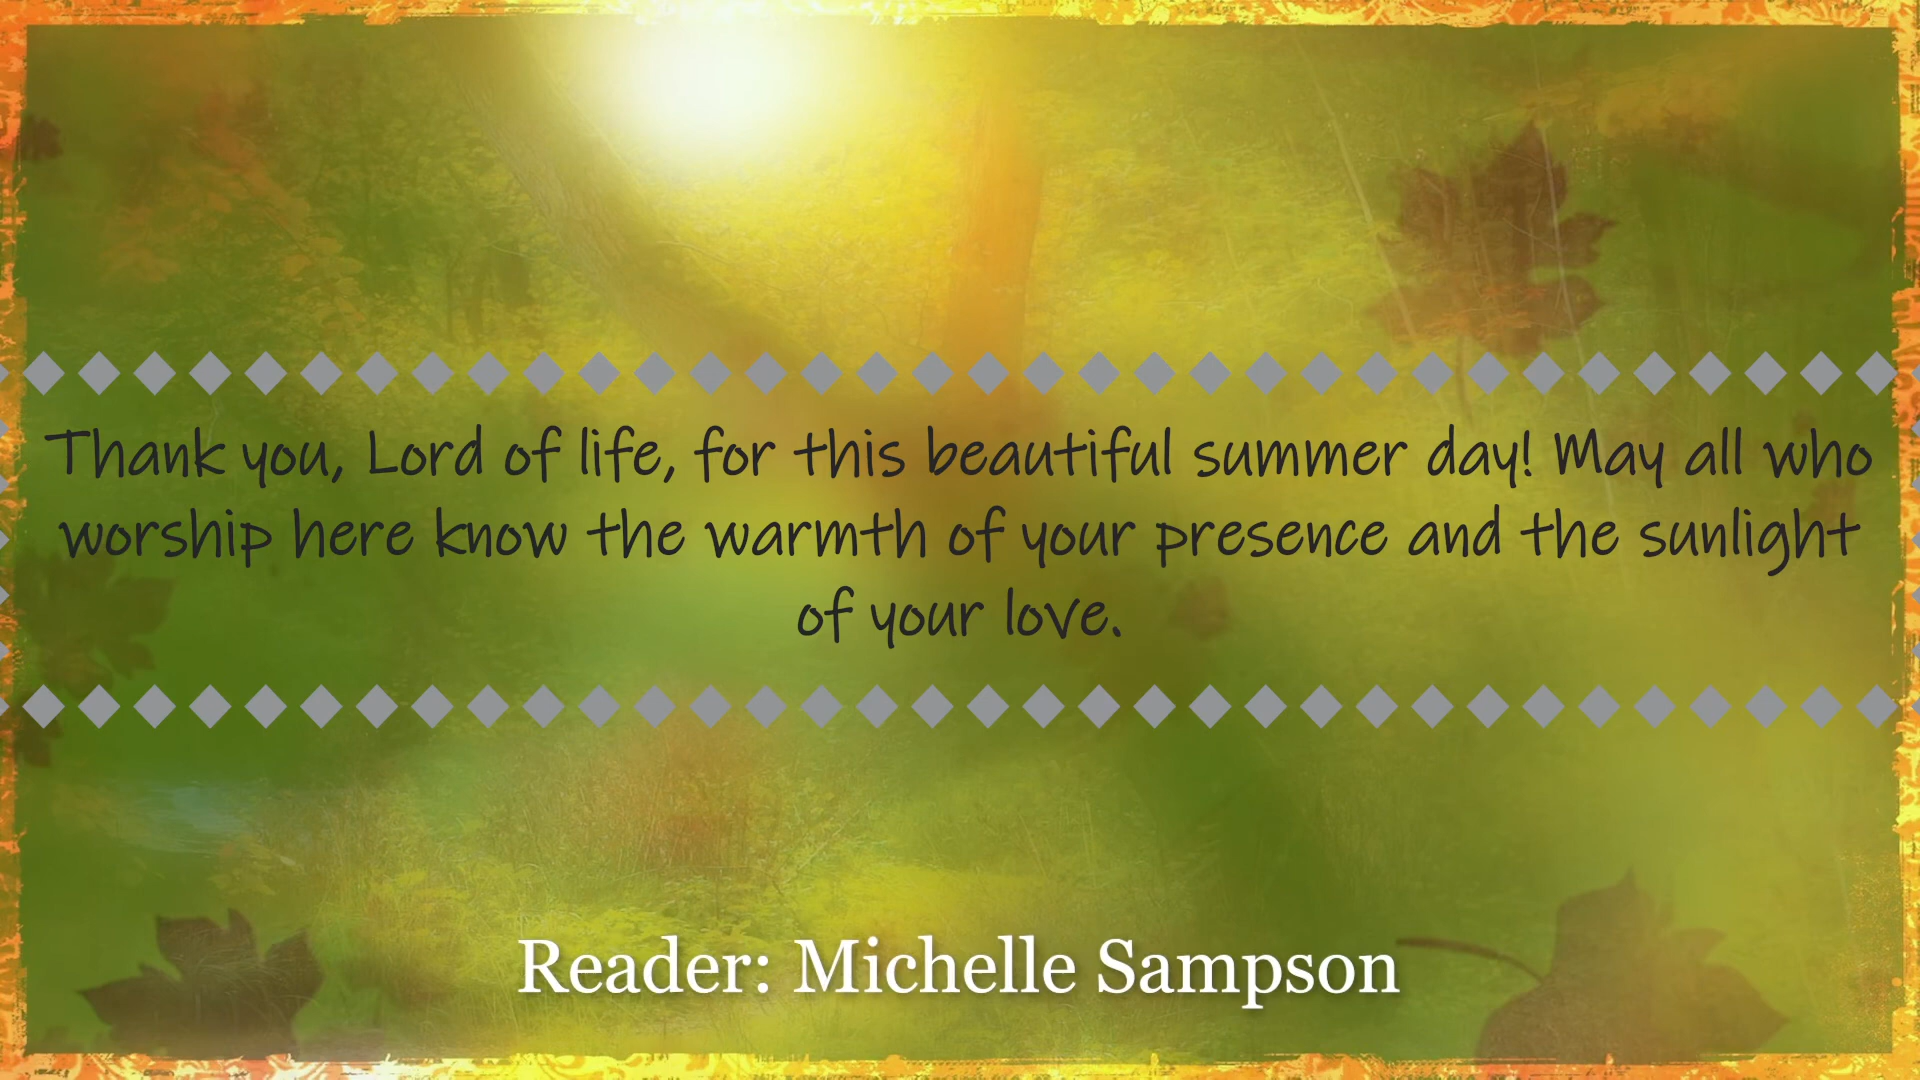 Thank you, Lord of life, for this beautiful summer day! May all who
worship here know the warmth of your presence and the sunlight
of your love.
Reader: Michelle Sampson